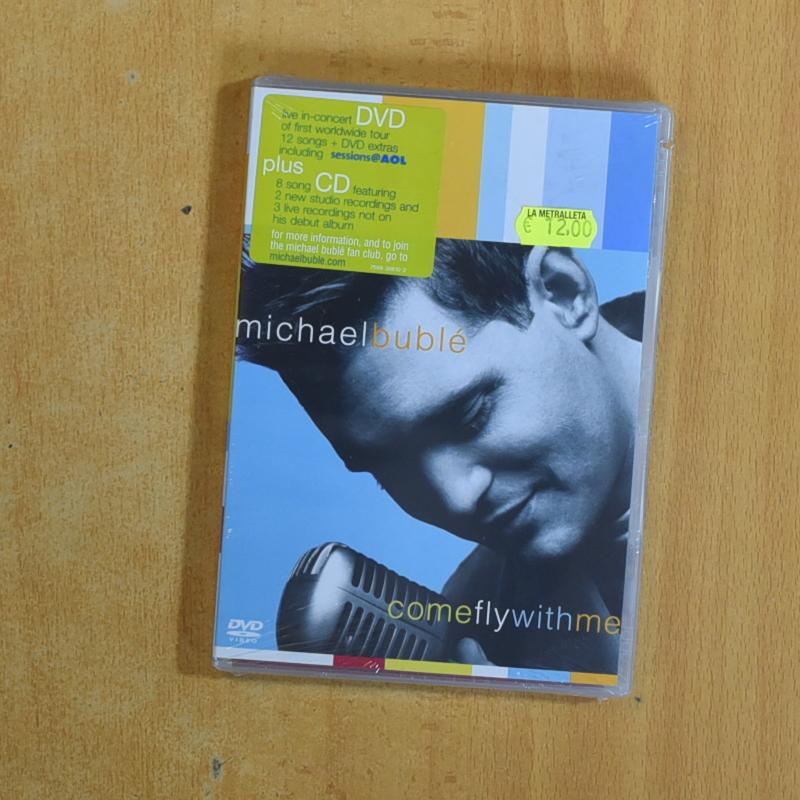 live in-concert DVD
of first worldwide tour
12 songs + DVD extras
including sessions@AOL
plus
8 song CD featuring
2 new studio recordings and
3 live recordings not on
his debut album
for more information, and to join
the michael bublé fan club, go to
michaelbuble.com
LA METRALLETA
€ 12,00
michaelbublé
comeflywithme
DVD
VIDEO